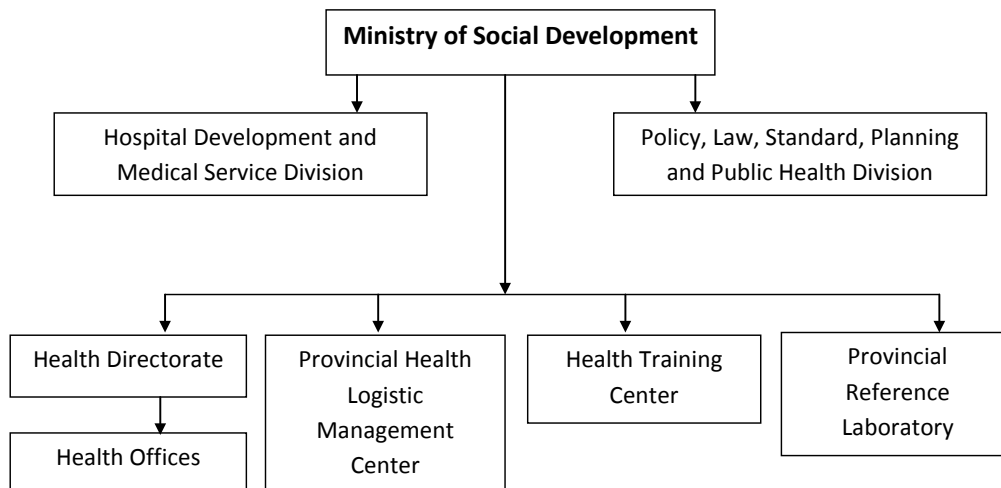 Ministry of Social Development
Hospital Development and
Medical Service Division
Policy, Law, Standard, Planning
and Public Health Division
Health Directorate
Health Offices
Provincial Health
Logistic
Management
Center
Health Training
Center
Provincial
Reference
Laboratory